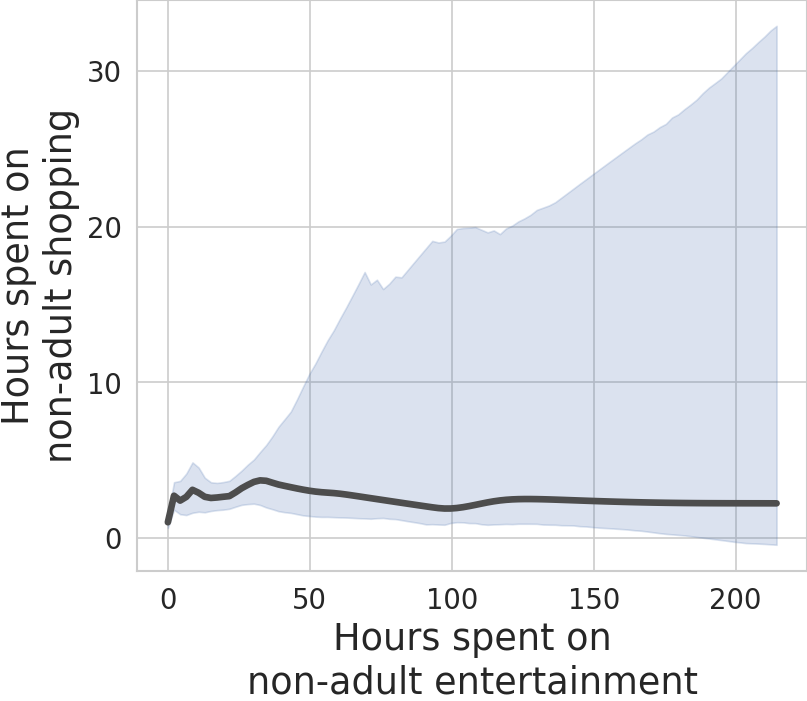 Hours spent on
non-adult shopping
30
20
10
0
0 50 100 150 200
Hours spent on
non-adult entertainment